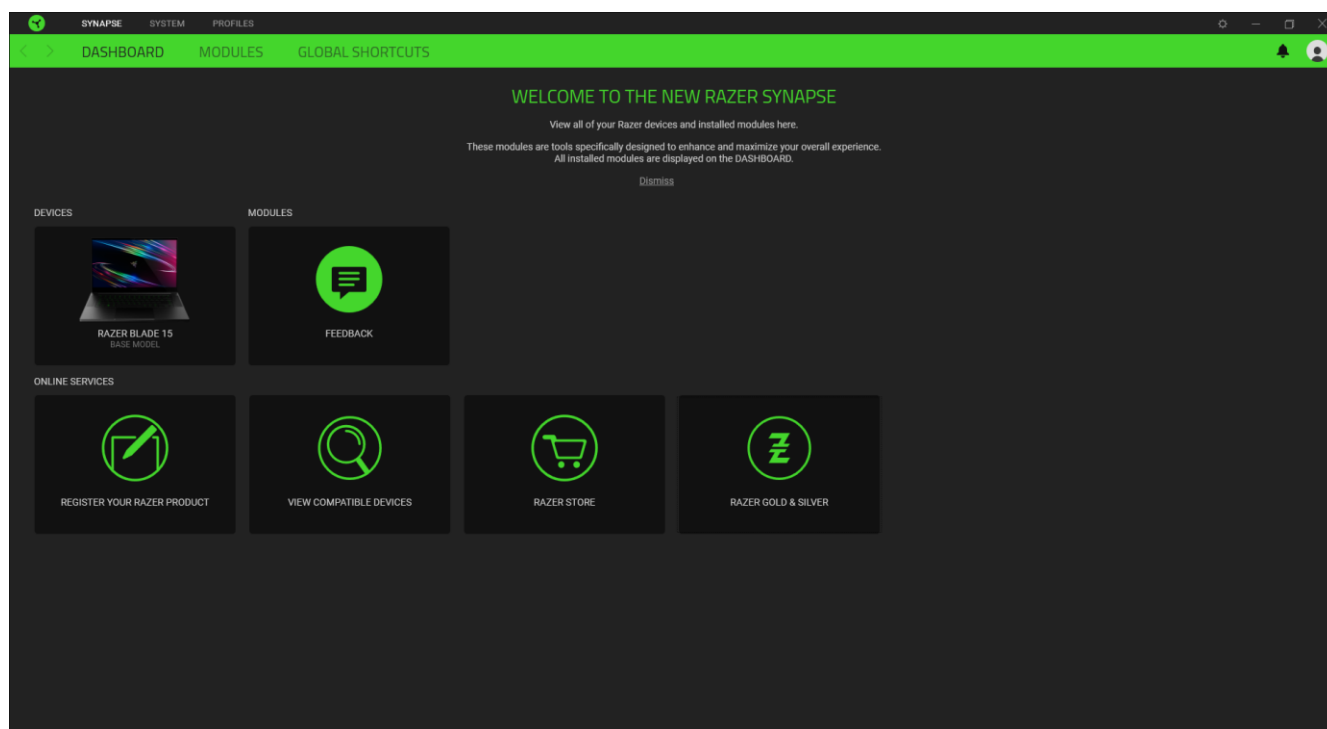 SYNAPSE SYSTEM PROFILES
DASHBOARD MODULES GLOBAL SHORTCUTS
WELCOME TO THE NEW RAZER SYNAPSE
View all of your Razer devices and installed modules here.
These modules are tools specifically designed to enhance and maximize your overall experience.
All installed modules are displayed on the DASHBOARD.
Dismiss
DEVICES
MODULES
RAZER BLADE 15
BASE MODEL
FEEDBACK
ONLINE SERVICES
REGISTER YOUR RAZER PRODUCT
VIEW COMPATIBLE DEVICES
RAZER STORE
RAZER GOLD & SILVER